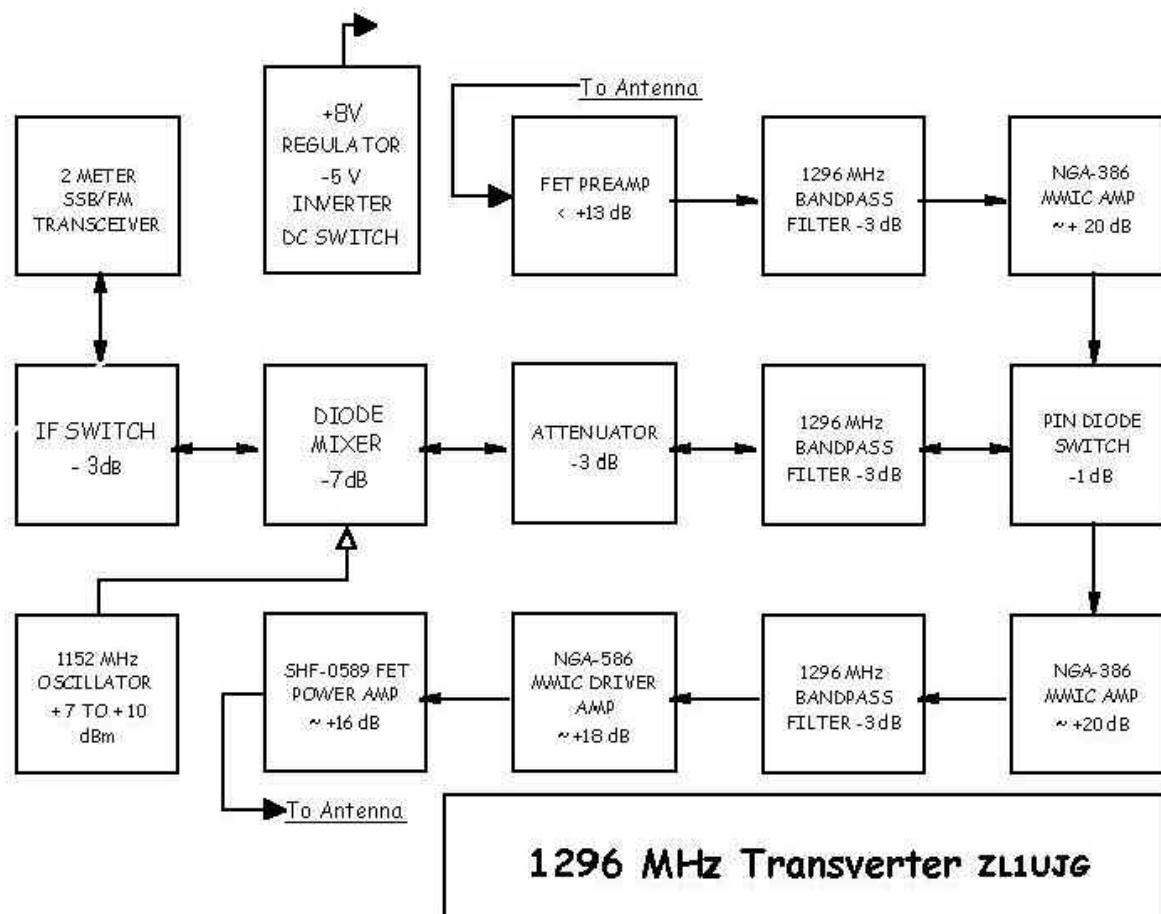 To Antenna
+8V
REGULATOR
-5 V
INVERTER
DC SWITCH
2 METER
SSB/FM
TRANSCEIVER
FET PREAMP
< +13 dB
1296 MHz
BANDPASS
FILTER -3 dB
NGA-386
MMIC AMP
~+ 20 dB
IF SWITCH
- 3dB
DIODE
MIXER
-7dB
ATTENUATOR
-3 dB
1296 MHz
BANDPASS
FILTER -3 dB
PIN DIODE
SWITCH
-1 dB
1152 MHz
OSCILLATOR
+7 TO +10
dBm
SHF-0589 FET
POWER AMP
~ +16 dB
NGA-586
MMIC DRIVER
AMP
~+18 dB
1296 MHz
BANDPASS
FILTER -3 dB
NGA-386
MMIC AMP
~ +20 dB
To Antenna
1296 MHz Transverter ZL1UJG